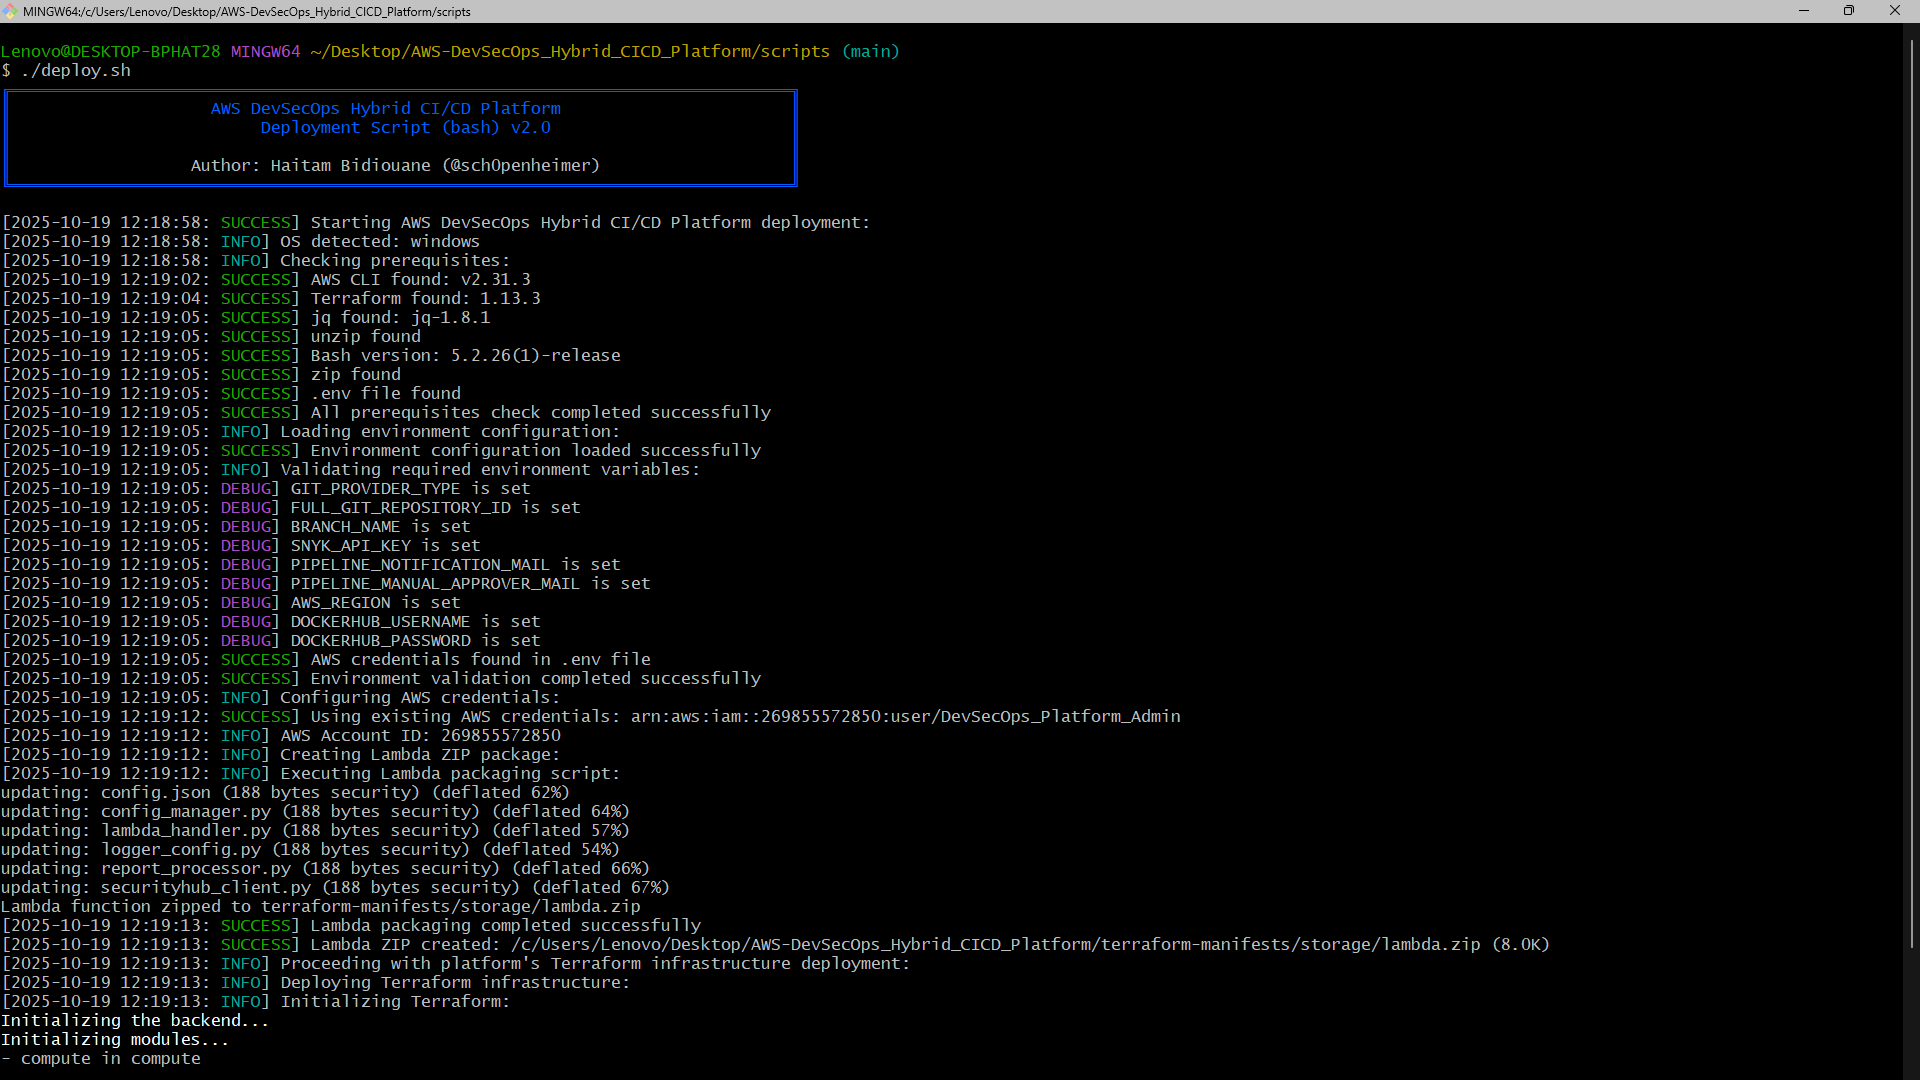 MINGW64:/c/Users/Lenovo/Desktop/AWS-DevSecOps_Hybrid_CICD_Platform/scripts
Lenovo@DESKTOP-BPHAT28 MINGW64 ~/Desktop/AWS-DevSecOps_Hybrid_CICD_Platform/scripts (main)
$ ./deploy.sh
AWS DevSecOps Hybrid CI/CD Platform
Deployment Script (bash) v2.0
Author: Haitam Bidiouane (@sch0penheimer)
[2025-10-19 12:18:58: SUCCESS] Starting AWS DevSecOps Hybrid CI/CD Platform deployment:
[2025-10-19 12:18:58: INFO] OS detected: windows
[2025-10-19 12:18:58: INFO] Checking prerequisites:
[2025-10-19 12:19:02: SUCCESS] AWS CLI found: v2.31.3
[2025-10-19 12:19:04: SUCCESS] Terraform found: 1.13.3
[2025-10-19 12:19:05: SUCCESS] jq found: jq-1.8.1
[2025-10-19 12:19:05: SUCCESS] unzip found
[2025-10-19 12:19:05: SUCCESS] Bash version: 5.2.26(1)-release
[2025-10-19 12:19:05: SUCCESS] zip found
[2025-10-19 12:19:05: SUCCESS] .env file found
[2025-10-19 12:19:05: SUCCESS] All prerequisites check completed successfully
[2025-10-19 12:19:05: INFO] Loading environment configuration:
[2025-10-19 12:19:05: SUCCESS] Environment configuration loaded successfully
[2025-10-19 12:19:05: INFO] Validating required environment variables:
[2025-10-19 12:19:05: DEBUG] GIT_PROVIDER_TYPE is set
[2025-10-19 12:19:05: DEBUG] FULL_GIT_REPOSITORY_ID is set
[2025-10-19 12:19:05: DEBUG] BRANCH_NAME is set
[2025-10-19 12:19:05: DEBUG] SNYK_API_KEY is set
[2025-10-19 12:19:05: DEBUG] PIPELINE_NOTIFICATION_MAIL is set
[2025-10-19 12:19:05: DEBUG] PIPELINE_MANUAL_APPROVER_MAIL is set
[2025-10-19 12:19:05: DEBUG] AWS_REGION is set
[2025-10-19 12:19:05: DEBUG] DOCKERHUB_USERNAME is set
[2025-10-19 12:19:05: DEBUG] DOCKERHUB_PASSWORD is set
[2025-10-19 12:19:05: SUCCESS] AWS credentials found in .env file
[2025-10-19 12:19:05: SUCCESS] Environment validation completed successfully
[2025-10-19 12:19:05: INFO] Configuring AWS credentials:
[2025-10-19 12:19:12: SUCCESS] Using existing AWS credentials: arn:aws:iam::269855572850:user/DevSecOps_Platform_Admin
[2025-10-19 12:19:12: INFO] AWS Account ID: 269855572850
[2025-10-19 12:19:12: INFO] Creating Lambda ZIP package:
[2025-10-19 12:19:12: INFO] Executing Lambda packaging script:
updating: config.json (188 bytes security) (deflated 62%)
updating: config_manager.py (188 bytes security) (deflated 64%)
updating: lambda_handler.py (188 bytes security) (deflated 57%)
updating: logger_config.py (188 bytes security) (deflated 54%)
updating: report_processor.py (188 bytes security) (deflated 66%)
updating: securityhub_client.py (188 bytes security) (deflated 67%)
Lambda function zipped to terraform-manifests/storage/lambda.zip
[2025-10-19 12:19:13: SUCCESS] Lambda packaging completed successfully
[2025-10-19 12:19:13: SUCCESS] Lambda ZIP created: /c/Users/Lenovo/Desktop/AWS-DevSecOps_Hybrid_CICD_Platform/terraform-manifests/storage/lambda.zip (8.0K)
[2025-10-19 12:19:13: INFO] Proceeding with platform's Terraform infrastructure deployment:
[2025-10-19 12:19:13: INFO] Deploying Terraform infrastructure:
[2025-10-19 12:19:13: INFO] Initializing Terraform:
Initializing the backend...
Initializing modules...
- compute in compute